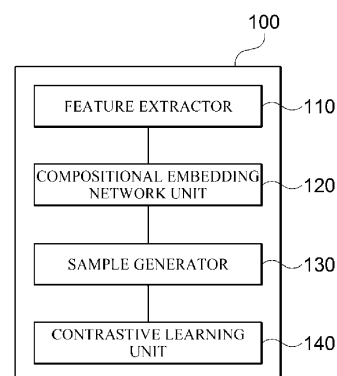 100
FEATURE EXTRACTOR
110
COMPOSITIONAL EMBEDDING
NETWORK UNIT
120
SAMPLE GENERATOR
130
CONTRASTIVE LEARNING
UNIT
140